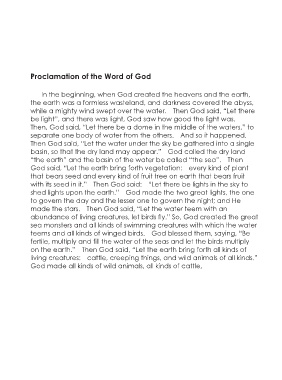 Proclamation of the Word of God
In the beginning, when God created the heavens and the earth,
the earth was a formless wasteland, and darkness covered the abyss,
while a mighty wind swept over the water.   Then God said, "Let there
be light", and there was light. God saw how good the light was.
Then, God said, "Let there be a dome in the middle of the waters," to
separate one body of water from the others.   And so it happened.
Then God said, "Let the water under the sky be gathered into a single
basin, so that the dry land may appear."   God called the dry land
"the earth" and the basin of the water be called "the sea".   Then
God said, "Let the earth bring forth vegetation:   every kind of plant
that bears seed and every kind of fruit tree on earth that bears fruit
with its seed in it."   Then God said:   "Let there be lights in the sky to
shed lights upon the earth."   God made the two great lights, the one
to govern the day and the lesser one to govern the night; and He
made the stars.   Then God said, "Let the water teem with an
abundance of living creatures, let birds fly." So, God created the great
sea monsters and all kinds of swimming creatures with which the water
teems and all kinds of winged birds.   God blessed them, saying, "Be
fertile, multiply and fill the water of the seas and let the birds multiply
on the earth."   Then God said, "Let the earth bring forth all kinds of
living creatures:   cattle, creeping things, and wild animals of all kinds."
God made all kinds of wild animals, all kinds of cattle,